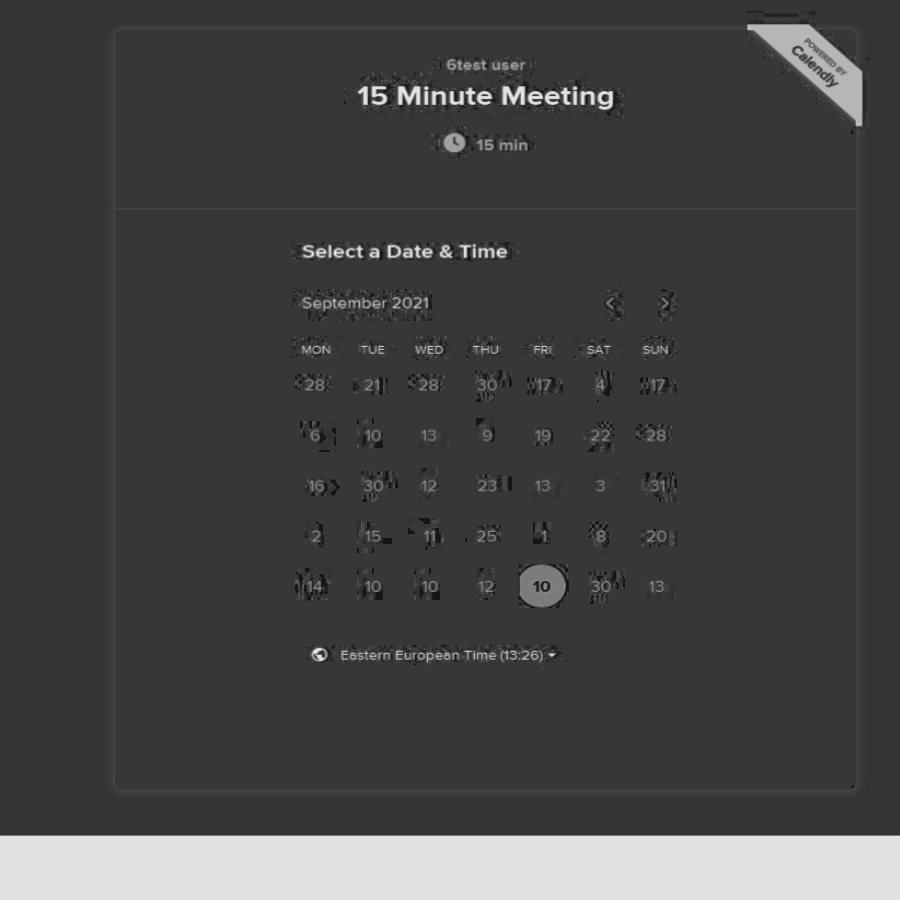 POWERED BY
Calendly
6test user
15 Minute Meeting
15 min
Select a Date & Time
September 2021
MON TUE WED THU FRI SAT SUN
28 21 28 30 17 4 17
6 10 13 9 19 22 28
16 30 12 23 13 3 31
2 15 11 25 1 8 20
14 10 10 12 10 30 13
Eastern European Time (13:26)